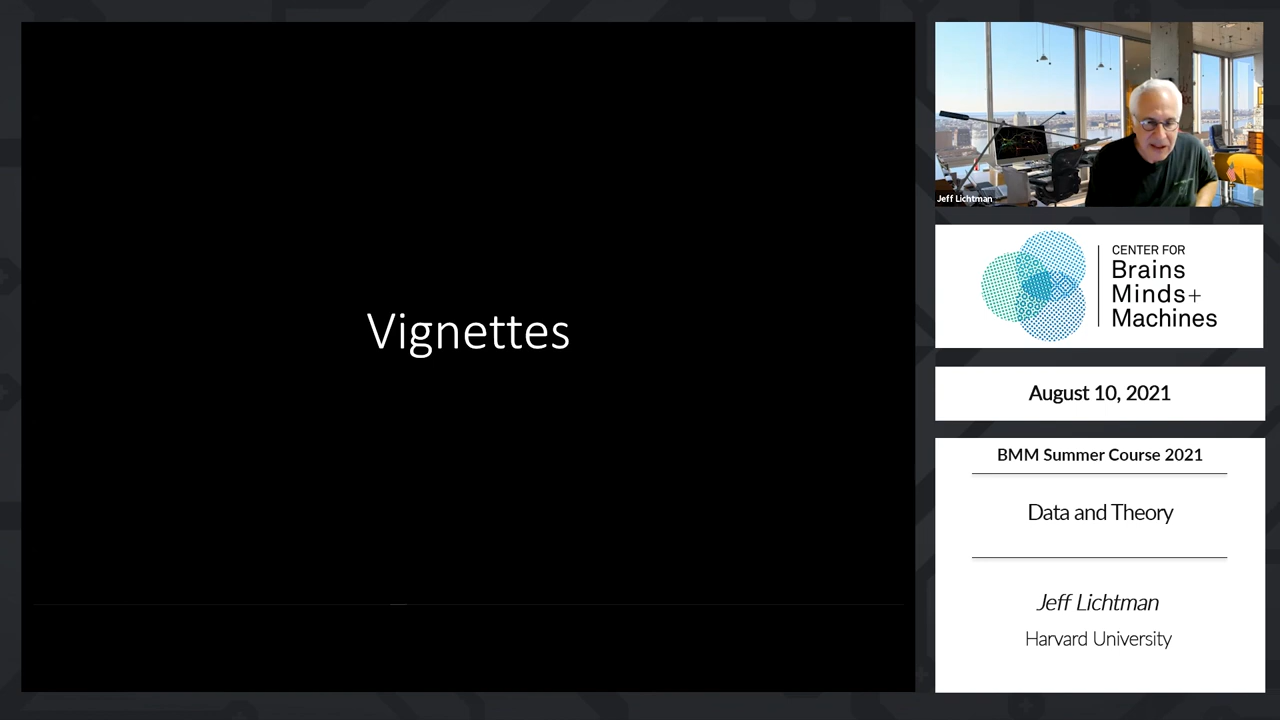 Vignettes
Jeff Lichtman
CENTER FOR
Brains
Minds+
Machines
August 10, 2021
BMM Summer Course 2021
Data and Theory
Jeff Lichtman
Harvard University